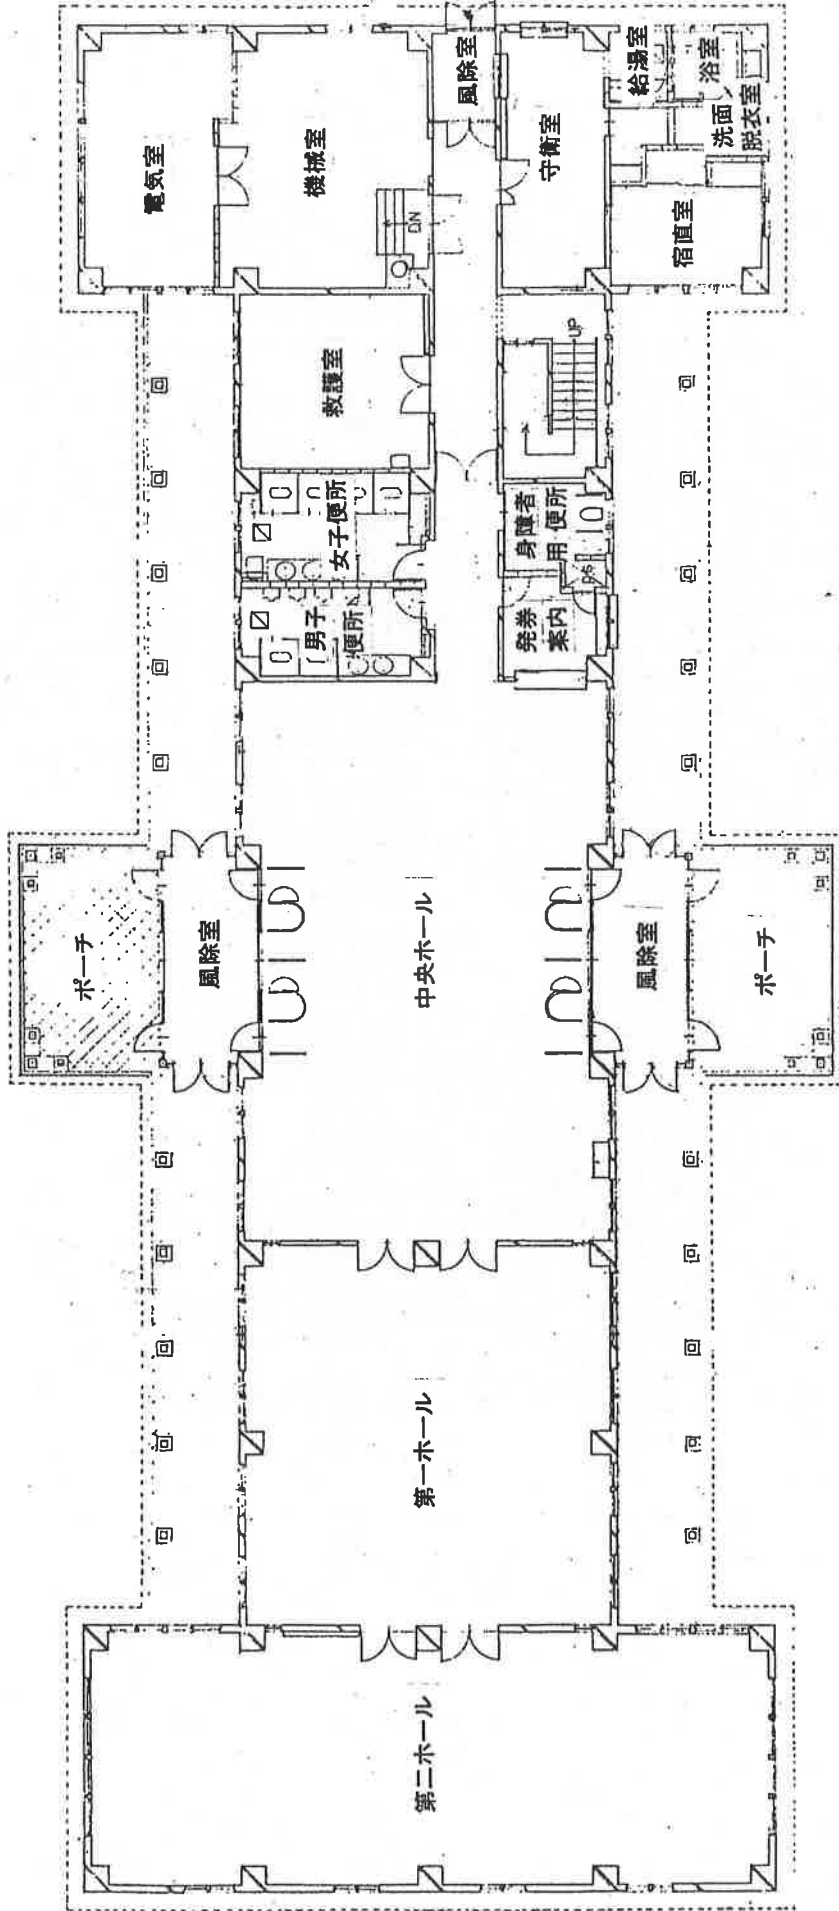 電気室
機械室
DN
風除室
守衛室
給湯室
浴室
洗面
脱衣室
宿直室
救護室
UP
女子便所
男子
便所
身障者
用便所
発券
案内
ポーチ
風除室
中央ホール
風除室
ポーチ
第一ホール
第二ホール